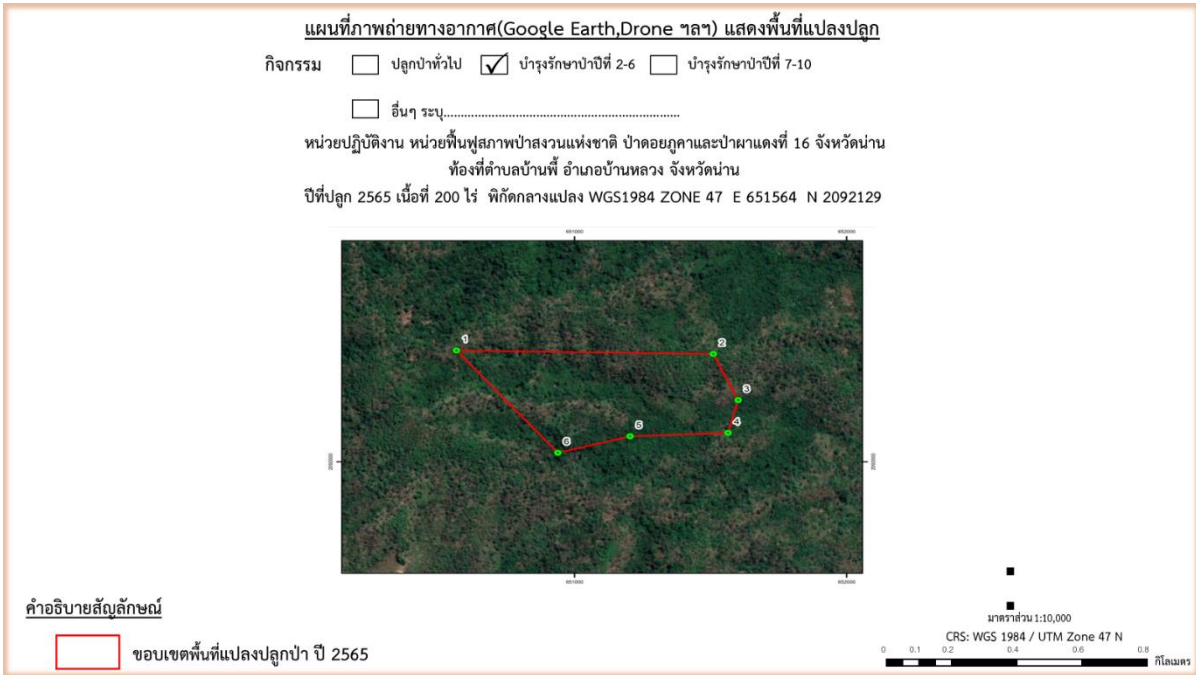 แผนที่ภาพถ่ายทางอากาศ(Google Earth,Drone ฯลฯ) แสดงพื้นที่แปลงปลูก
กิจกรรม ปลูกป่าทั่วไป ✓ บำรุงรักษาป่าปีที่ 2-6 บำรุงรักษาป่าปีที่ 7-10
อื่นๆ ระบุ....................................................................
หน่วยปฏิบัติงาน หน่วยฟื้นฟูสภาพป่าสงวนแห่งชาติ ป่าดอยภูคาและป่าผาแดงที่ 16 จังหวัดน่าน
ท้องที่ตำบลบ้านพี้ อำเภอบ้านหลวง จังหวัดน่าน
ปีที่ปลูก 2565 เนื้อที่ 200 ไร่ พิกัดกลางแปลง WGS1984 ZONE 47 E 651564 N 2092129
651000 652000
1
2
3
4
5
6
651000 652000
คำอธิบายสัญลักษณ์
ขอบเขตพื้นที่แปลงปลูกป่า ปี 2565
มาตราส่วน 1:10,000
CRS: WGS 1984 / UTM Zone 47 N
0 0.1 0.2 0.4 0.6 0.8
กิโลเมตร